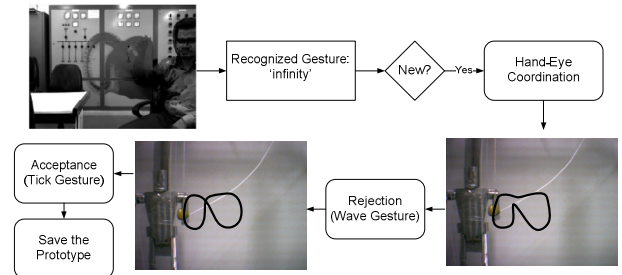 Recognized Gesture:
'infinity'
New?
Yes
Hand-Eye
Coordination
Rejection
(Wave Gesture)
Acceptance
(Tick Gesture)
Save the
Prototype